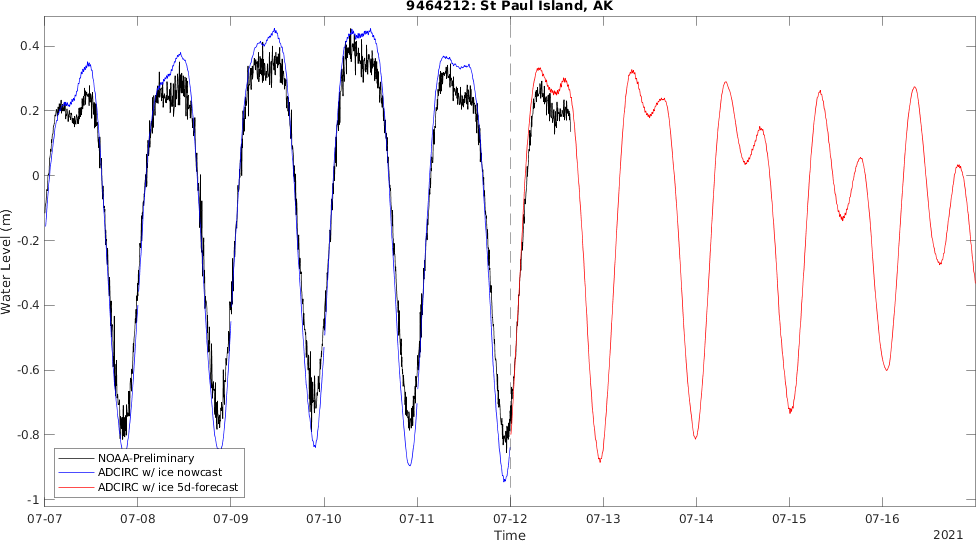 9464212: St Paul Island, AK
Water Level (m)
0.4
0.2
0
-0.2
-0.4
-0.6
-0.8
-1
NOAA-Preliminary
ADCIRC w/ ice nowcast
ADCIRC w/ ice 5d-forecast
07-07 07-08 07-09 07-10 07-11 07-12 07-13 07-14 07-15 07-16
Time
2021